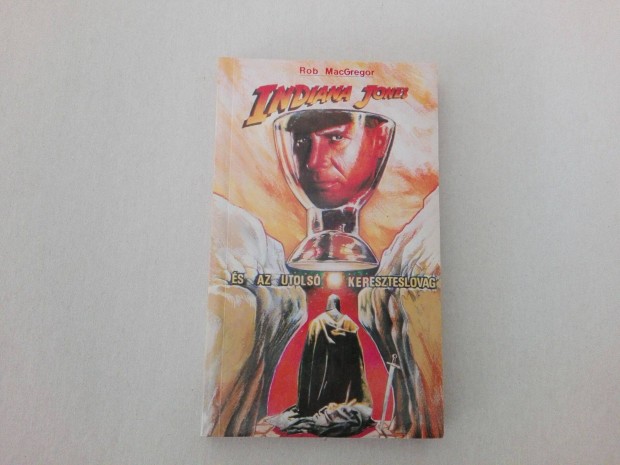 Rob MacGregor
INDIANA JONES
ÉS AZ UTOLSÓ KERESZTESLOVAG